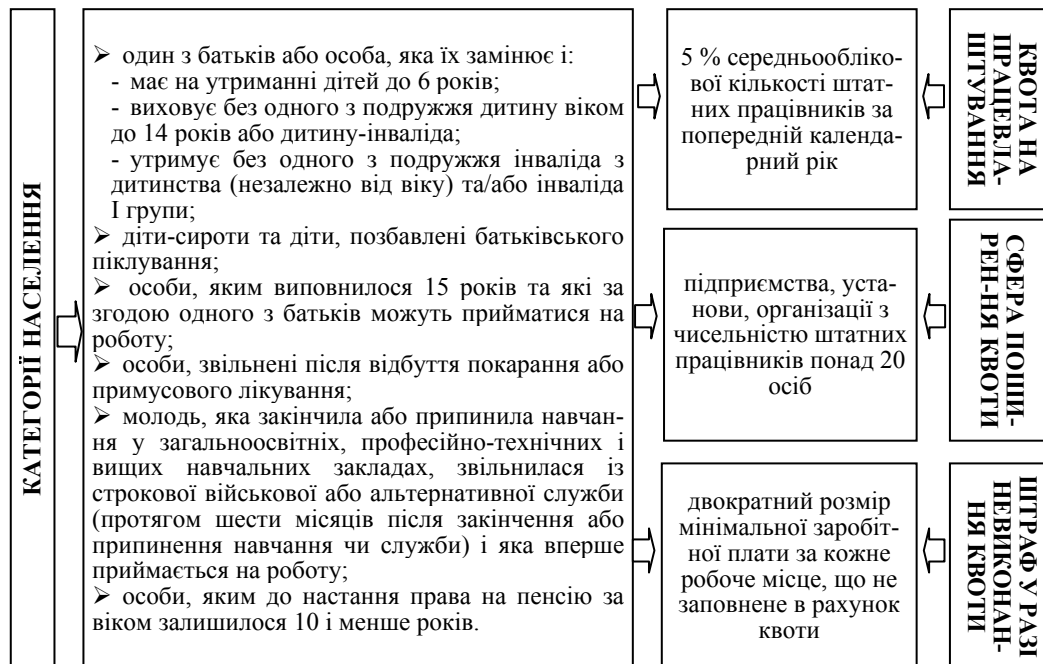 КАТЕГОРІЇ НАСЕЛЕННЯ
➢ один з батьків або особа, яка їх замінює і:
- має на утриманні дітей до 6 років;
- виховує без одного з подружжя дитину віком
до 14 років або дитину-інваліда;
- утримує без одного з подружжя інваліда з
дитинства (незалежно від віку) та/або інваліда
І групи;
➢ діти-сироти та діти, позбавлені батьківського
піклування;
➢ особи, яким виповнилося 15 років та які за
згодою одного з батьків можуть прийматися на
роботу;
➢ особи, звільнені після відбуття покарання або
примусового лікування;
➢ молодь, яка закінчила або припинила навчан-
ня у загальноосвітніх, професійно-технічних і
вищих навчальних закладах, звільнилася із
строкової військової або альтернативної служби
(протягом шести місяців після закінчення або
припинення навчання чи служби) і яка вперше
приймається на роботу;
➢ особи, яким до настання права на пенсію за
віком залишилося 10 і менше років.
5 % середньообліко-
вої кількості штат-
них працівників за
попередній календа-
рний рік
КВОТА НА
ПРАЦЕВЛА-
ШТУВАННЯ
підприємства, уста-
нови, організації з
чисельністю штатних
працівників понад 20
осіб
СФЕРА ПОШИ-
РЕН-НЯ КВОТИ
двократний розмір
мінімальної заробіт-
ної плати за кожне
робоче місце, що не
заповнене в рахунок
квоти
ШТРАФ У РАЗІ
НЕВИКОНАН-
НЯ КВОТИ